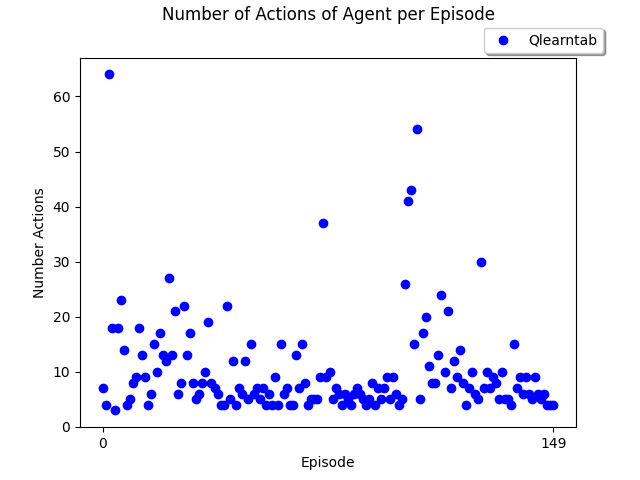 Number of Actions of Agent per Episode
Qlearntab
60
50
40
30
20
10
0
Number Actions
0 149
Episode